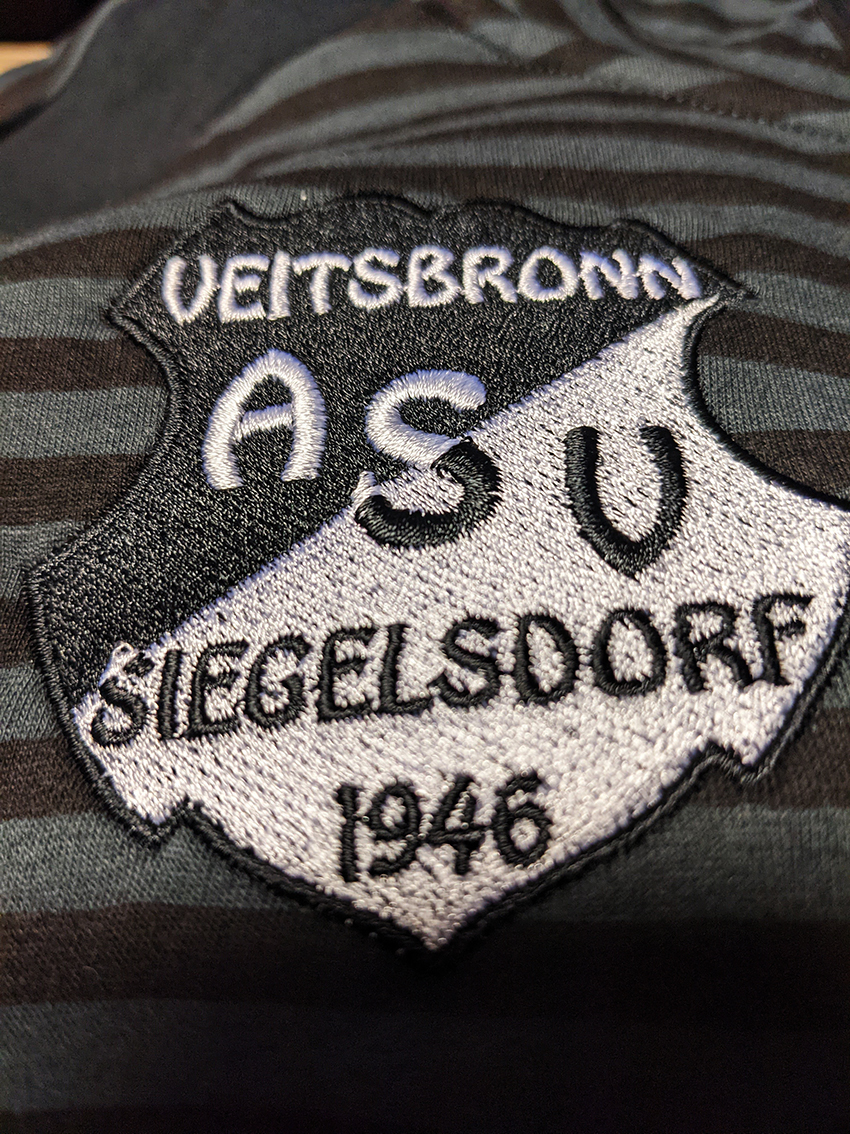 VEITSBRONN
ASV
SIEGELSDORF
1946